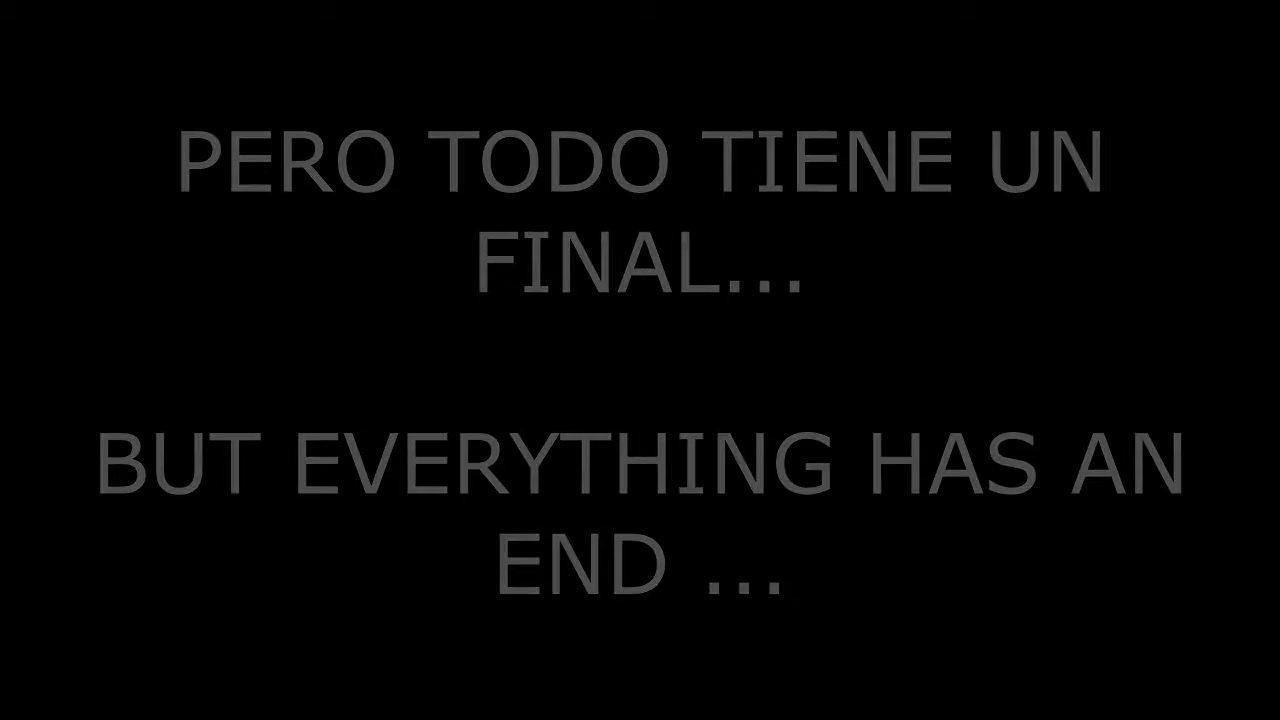 PERO TODO TIENE UN
FINAL...
BUT EVERYTHING HAS AN
END ...